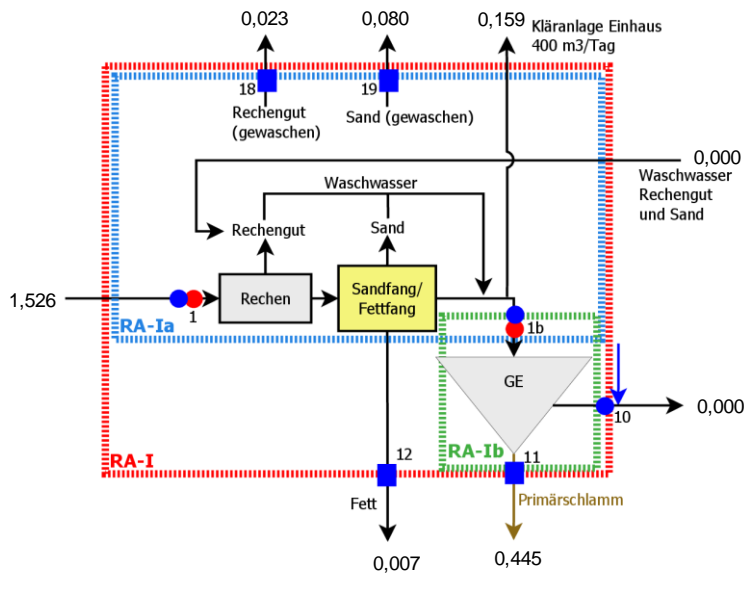 0,023
0,080
0,159
Kläranlage Einhaus
400 m3/Tag
18
19
Rechengut
(gewaschen)
Sand (gewaschen)
0,000
Waschwasser
Rechengut
und Sand
Waschwasser
Rechengut
Sand
1,526
1
Rechen
Sandfang/
Fettfang
RA-Ia
1b
GE
10
0,000
RA-I
12
RA-Ib
11
Fett
Primärschlamm
0,007
0,445